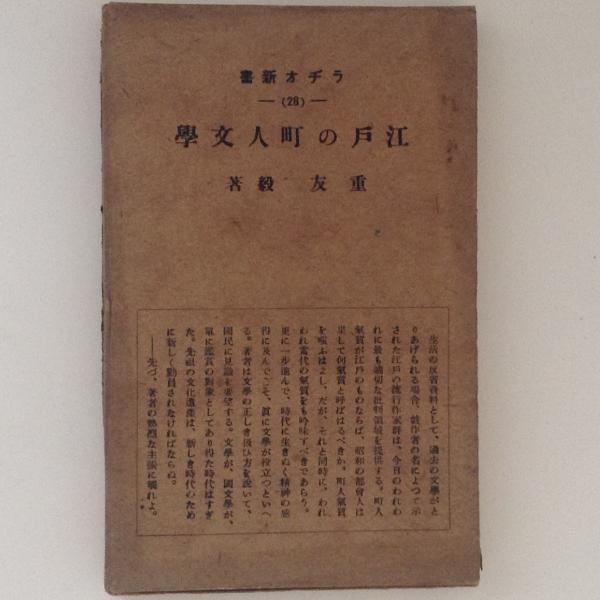 ラヂオ新書
—(28)—
江戸の町人文學
重友毅著
生活の反省資料として、過去の文學がと
りあげられる場合、戯作者の名によつて示
された江戸の流行作家群は、今日のわれわ
れに最も適切な批判領域を提供する。町人
氣質が江戸のものならば、昭和の都會人は
果して何氣質と呼ばるべきか。町人氣質
を嗤ふはよし、だが、それと同時に、われ
われ當代の氣質をも吟味すべきであらう。
更に一歩進んで、時代に生きぬく精神の感
得に及んでこそ、眞に文學が役立つといへ
る。著者は文學の正しき扱ひ方を說いて、
國民に見識を要望する。文學が、國文學が、
單に鑑賞の對象としてあり得た時代はすぎ
た。先祖の文化遺產は、新しき時代のため
に新しく動員されなければならぬ。
——先づ、著者の熱烈な主張に觸れよ。